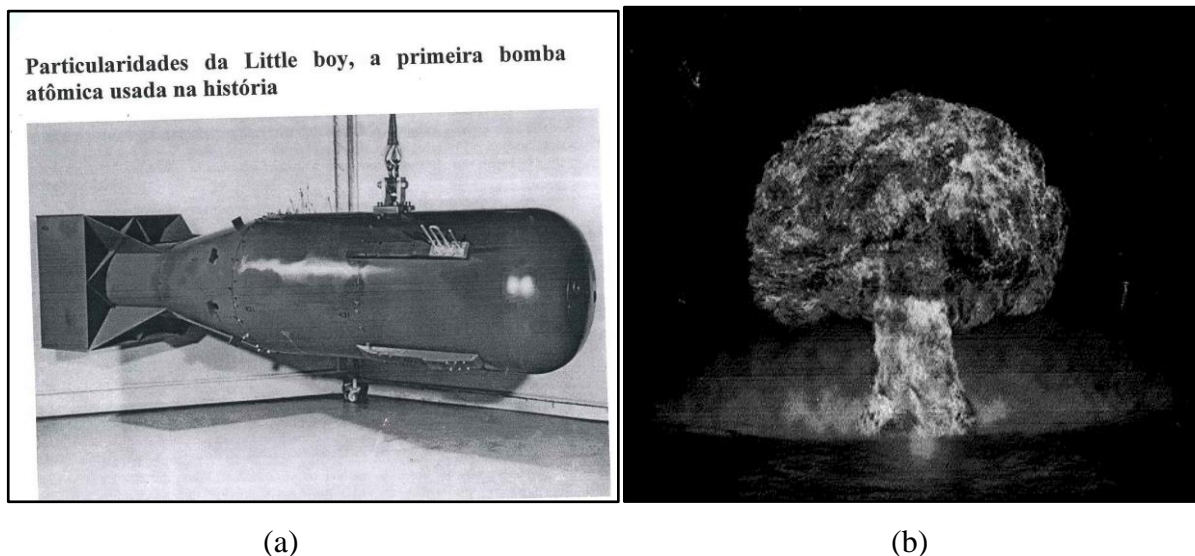 Particularidades da Little boy, a primeira bomba
atômica usada na história
(a)
(b)